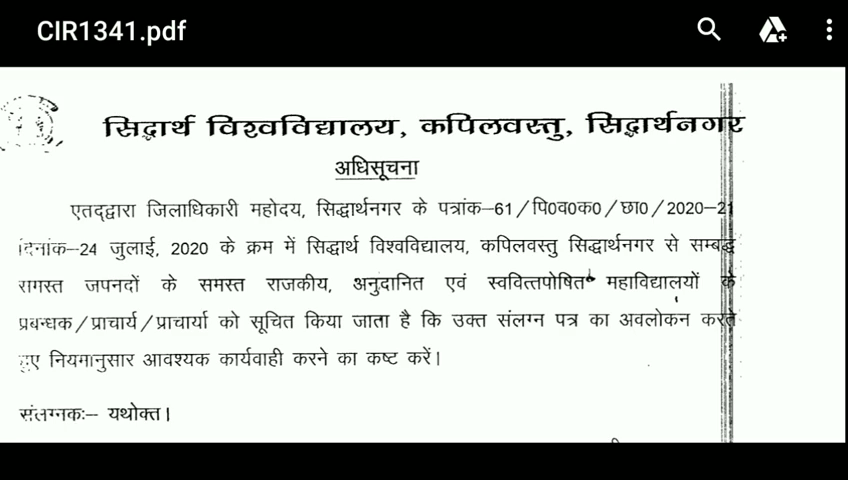 CIR1341.pdf
सिद्धार्थ विश्वविद्यालय, कपिलवस्तु, सिद्धार्थनगर
अधिसूचना
एतद्द्वारा जिलाधिकारी महोदय, सिद्धार्थनगर के पत्रांक–61/पि0व0क0/छा0/2020–21
दिनांक–24 जुलाई, 2020 के क्रम में सिद्धार्थ विश्वविद्यालय, कपिलवस्तु सिद्धार्थनगर से सम्बद्ध
समस्त जपनदों के समस्त राजकीय, अनुदानित एवं स्ववित्तपोषित महाविद्यालयों के
प्रबन्धक/प्राचार्य/प्राचार्या को सूचित किया जाता है कि उक्त संलग्न पत्र का अवलोकन करते
हुए नियमानुसार आवश्यक कार्यवाही करने का कष्ट करें।
संलग्नकः– यथोक्त।